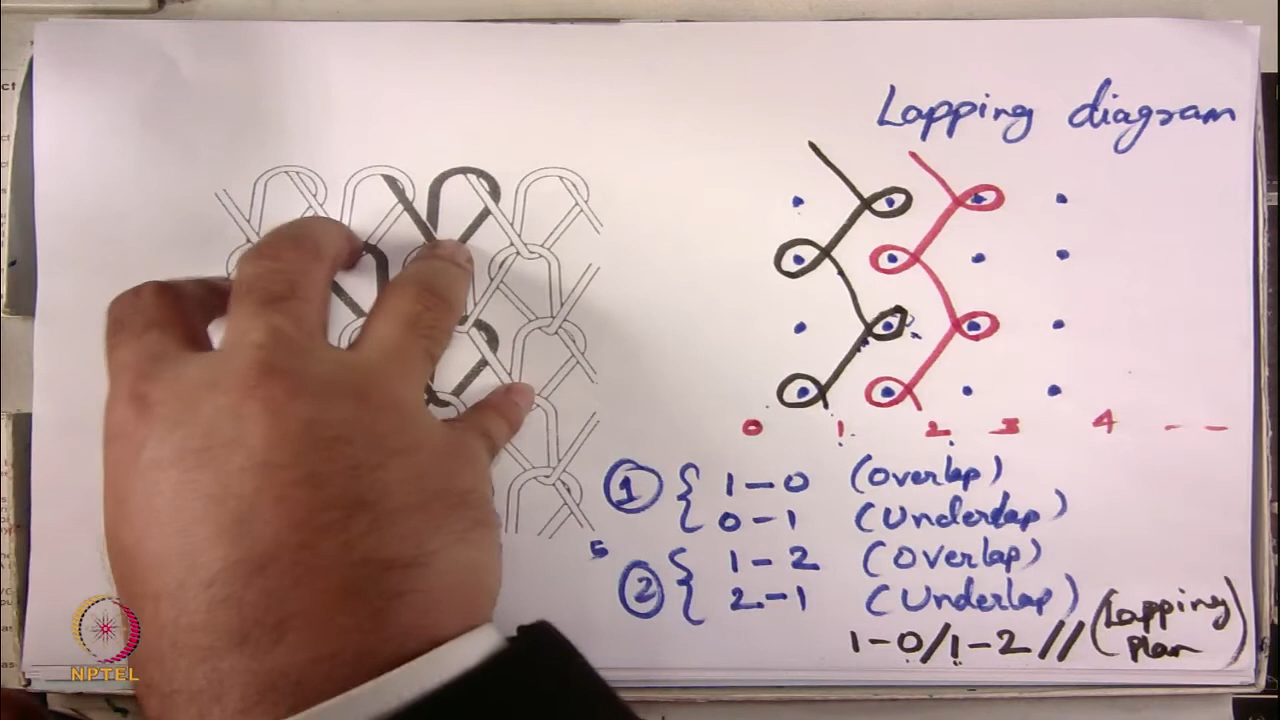 Lapping diagram
0 1 2 3 4 - -
① { 1-0 (Overlap)
0-1 (Underlap)
5
② { 1-2 (Overlap)
2-1 (Underlap)
1-0/1-2// (Lapping
plan)
NPTEL